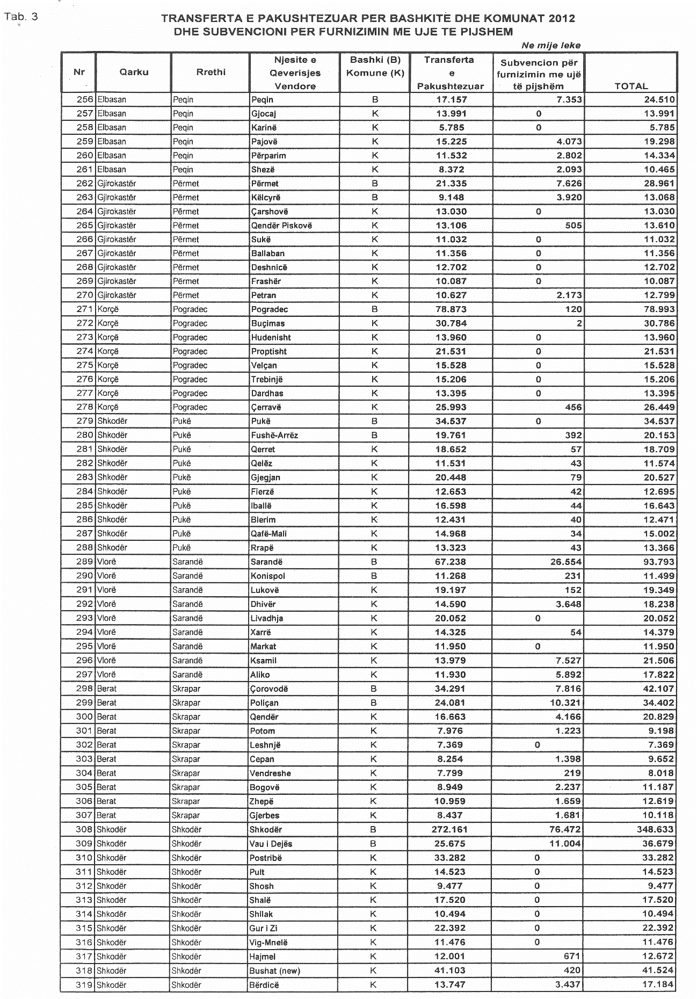 Tab. 3
TRANSFERTA E PAKUSHTEZUAR PER BASHKITE DHE KOMUNAT 2012
DHE SUBVENCIONI PER FURNIZIMIN ME UJE TE PIJSHEM
Ne mije leke
Nr Qarku Rrethi Njesite e Qeverisjes Vendore Bashki (B) Komune (K) Transferta e Pakushtezuar Subvencion për furnizimin me ujë të pijshëm TOTAL
256 Elbasan Peqin Peqin B 17.157 7.353 24.510
257 Elbasan Peqin Gjocaj K 13.991 0 13.991
258 Elbasan Peqin Karinë K 5.785 0 5.785
259 Elbasan Peqin Pajovë K 15.225 4.073 19.298
260 Elbasan Peqin Përparim K 11.532 2.802 14.334
261 Elbasan Peqin Shezë K 8.372 2.093 10.465
262 Gjirokastër Përmet Përmet B 21.335 7.626 28.961
263 Gjirokastër Përmet Këlcyrë B 9.148 3.920 13.068
264 Gjirokastër Përmet Çarshovë K 13.030 0 13.030
265 Gjirokastër Përmet Qendër Piskovë K 13.106 505 13.610
266 Gjirokastër Përmet Sukë K 11.032 0 11.032
267 Gjirokastër Përmet Ballaban K 11.356 0 11.356
268 Gjirokastër Përmet Deshnicë K 12.702 0 12.702
269 Gjirokastër Përmet Frashër K 10.087 0 10.087
270 Gjirokastër Përmet Petran K 10.627 2.173 12.799
271 Korçë Pogradec Pogradec B 78.873 120 78.993
272 Korçë Pogradec Buçimas K 30.784 2 30.786
273 Korçë Pogradec Hudenisht K 13.960 0 13.960
274 Korçë Pogradec Proptisht K 21.531 0 21.531
275 Korçë Pogradec Velçan K 15.528 0 15.528
276 Korçë Pogradec Trebinjë K 15.206 0 15.206
277 Korçë Pogradec Dardhas K 13.395 0 13.395
278 Korçë Pogradec Çerravë K 25.993 456 26.449
279 Shkodër Pukë Pukë B 34.537 0 34.537
280 Shkodër Pukë Fushë-Arrëz B 19.761 392 20.153
281 Shkodër Pukë Qerret K 18.652 57 18.709
282 Shkodër Pukë Qelëz K 11.531 43 11.574
283 Shkodër Pukë Gjegjan K 20.448 79 20.527
284 Shkodër Pukë Fierzë K 12.653 42 12.695
285 Shkodër Pukë Iballë K 16.598 44 16.643
286 Shkodër Pukë Blerim K 12.431 40 12.471
287 Shkodër Pukë Qafë-Mali K 14.968 34 15.002
288 Shkodër Pukë Rrapë K 13.323 43 13.366
289 Vlorë Sarandë Sarandë B 67.238 26.554 93.793
290 Vlorë Sarandë Konispol B 11.268 231 11.499
291 Vlorë Sarandë Lukovë K 19.197 152 19.349
292 Vlorë Sarandë Dhivër K 14.590 3.648 18.238
293 Vlorë Sarandë Livadhja K 20.052 0 20.052
294 Vlorë Sarandë Xarrë K 14.325 54 14.379
295 Vlorë Sarandë Markat K 11.950 0 11.950
296 Vlorë Sarandë Ksamil K 13.979 7.527 21.506
297 Vlorë Sarandë Aliko K 11.930 5.892 17.822
298 Berat Skrapar Çorovodë B 34.291 7.816 42.107
299 Berat Skrapar Poliçan B 24.081 10.321 34.402
300 Berat Skrapar Qendër K 16.663 4.166 20.829
301 Berat Skrapar Potom K 7.976 1.223 9.198
302 Berat Skrapar Leshnjë K 7.369 0 7.369
303 Berat Skrapar Cepan K 8.254 1.398 9.652
304 Berat Skrapar Vendreshe K 7.799 219 8.018
305 Berat Skrapar Bogovë K 8.949 2.237 11.187
306 Berat Skrapar Zhepë K 10.959 1.659 12.619
307 Berat Skrapar Gjerbes K 8.437 1.681 10.118
308 Shkodër Shkodër Shkodër B 272.161 76.472 348.633
309 Shkodër Shkodër Vau i Dejës B 25.675 11.004 36.679
310 Shkodër Shkodër Postribë K 33.282 0 33.282
311 Shkodër Shkodër Pult K 14.523 0 14.523
312 Shkodër Shkodër Shosh K 9.477 0 9.477
313 Shkodër Shkodër Shalë K 17.520 0 17.520
314 Shkodër Shkodër Shllak K 10.494 0 10.494
315 Shkodër Shkodër Gur i Zi K 22.392 0 22.392
316 Shkodër Shkodër Vig-Mnelë K 11.476 0 11.476
317 Shkodër Shkodër Hajmel K 12.001 671 12.672
318 Shkodër Shkodër Bushat (new) K 41.103 420 41.524
319 Shkodër Shkodër Bërdicë K 13.747 3.437 17.184